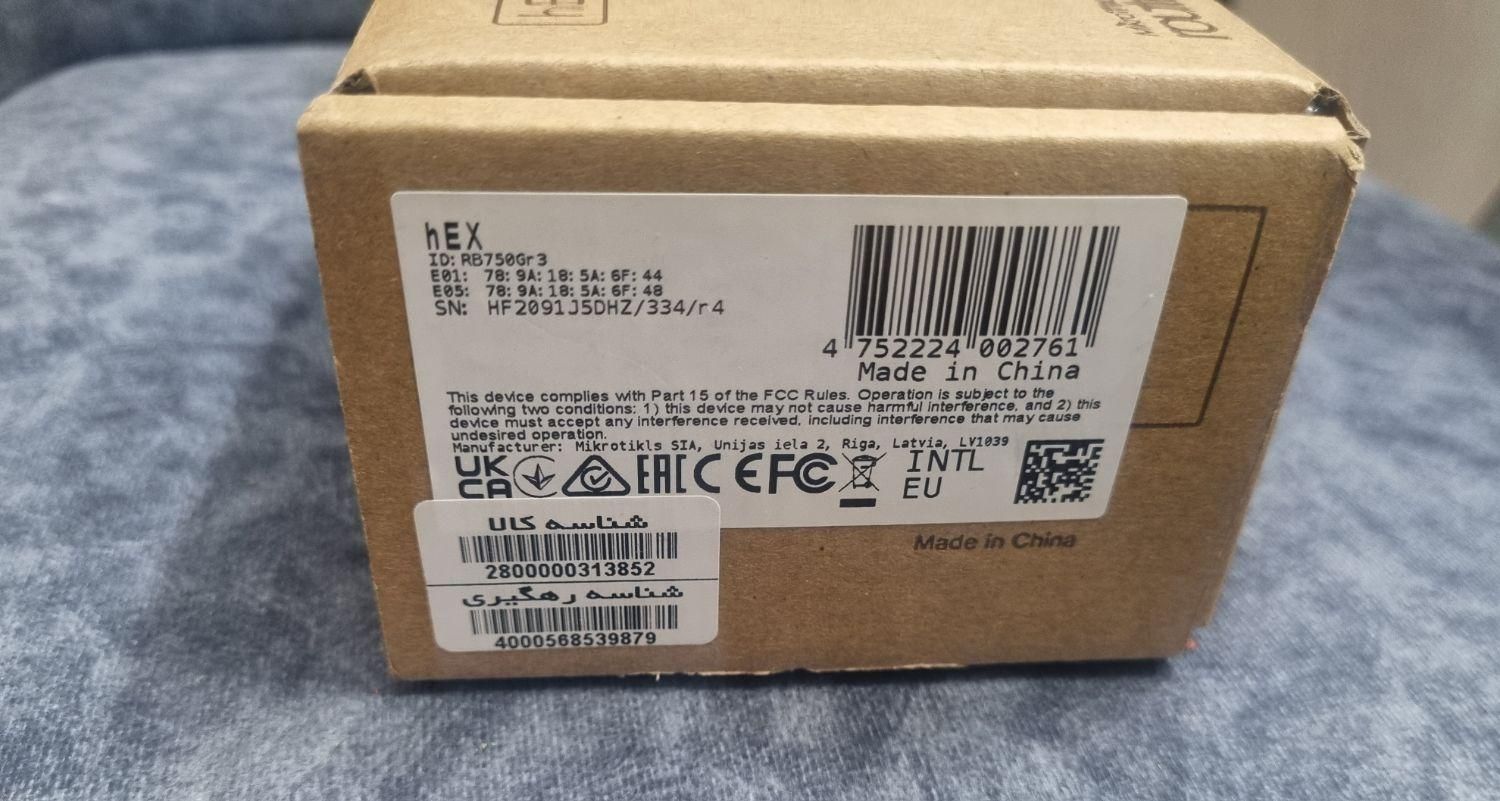 hEX
ID: RB750Gr3
E01: 78:9A:18:5A:6F:44
E05: 78:9A:18:5A:6F:48
SN: HF2091J5DHZ/334/r4
4 752224 002761
Made in China
This device complies with Part 15 of the FCC Rules. Operation is subject to the
following two conditions: 1) this device may not cause harmful interference, and 2) this
device must accept any interference received, including interference that may cause
undesired operation.
Manufacturer: Mikrotikls SIA, Unijas iela 2, Riga, Latvia, LV1039
UK
CA
EAC CE FC
INTL
EU
Made in China
شناسه کالا
2800000313852
شناسه رهگیری
4000568539879